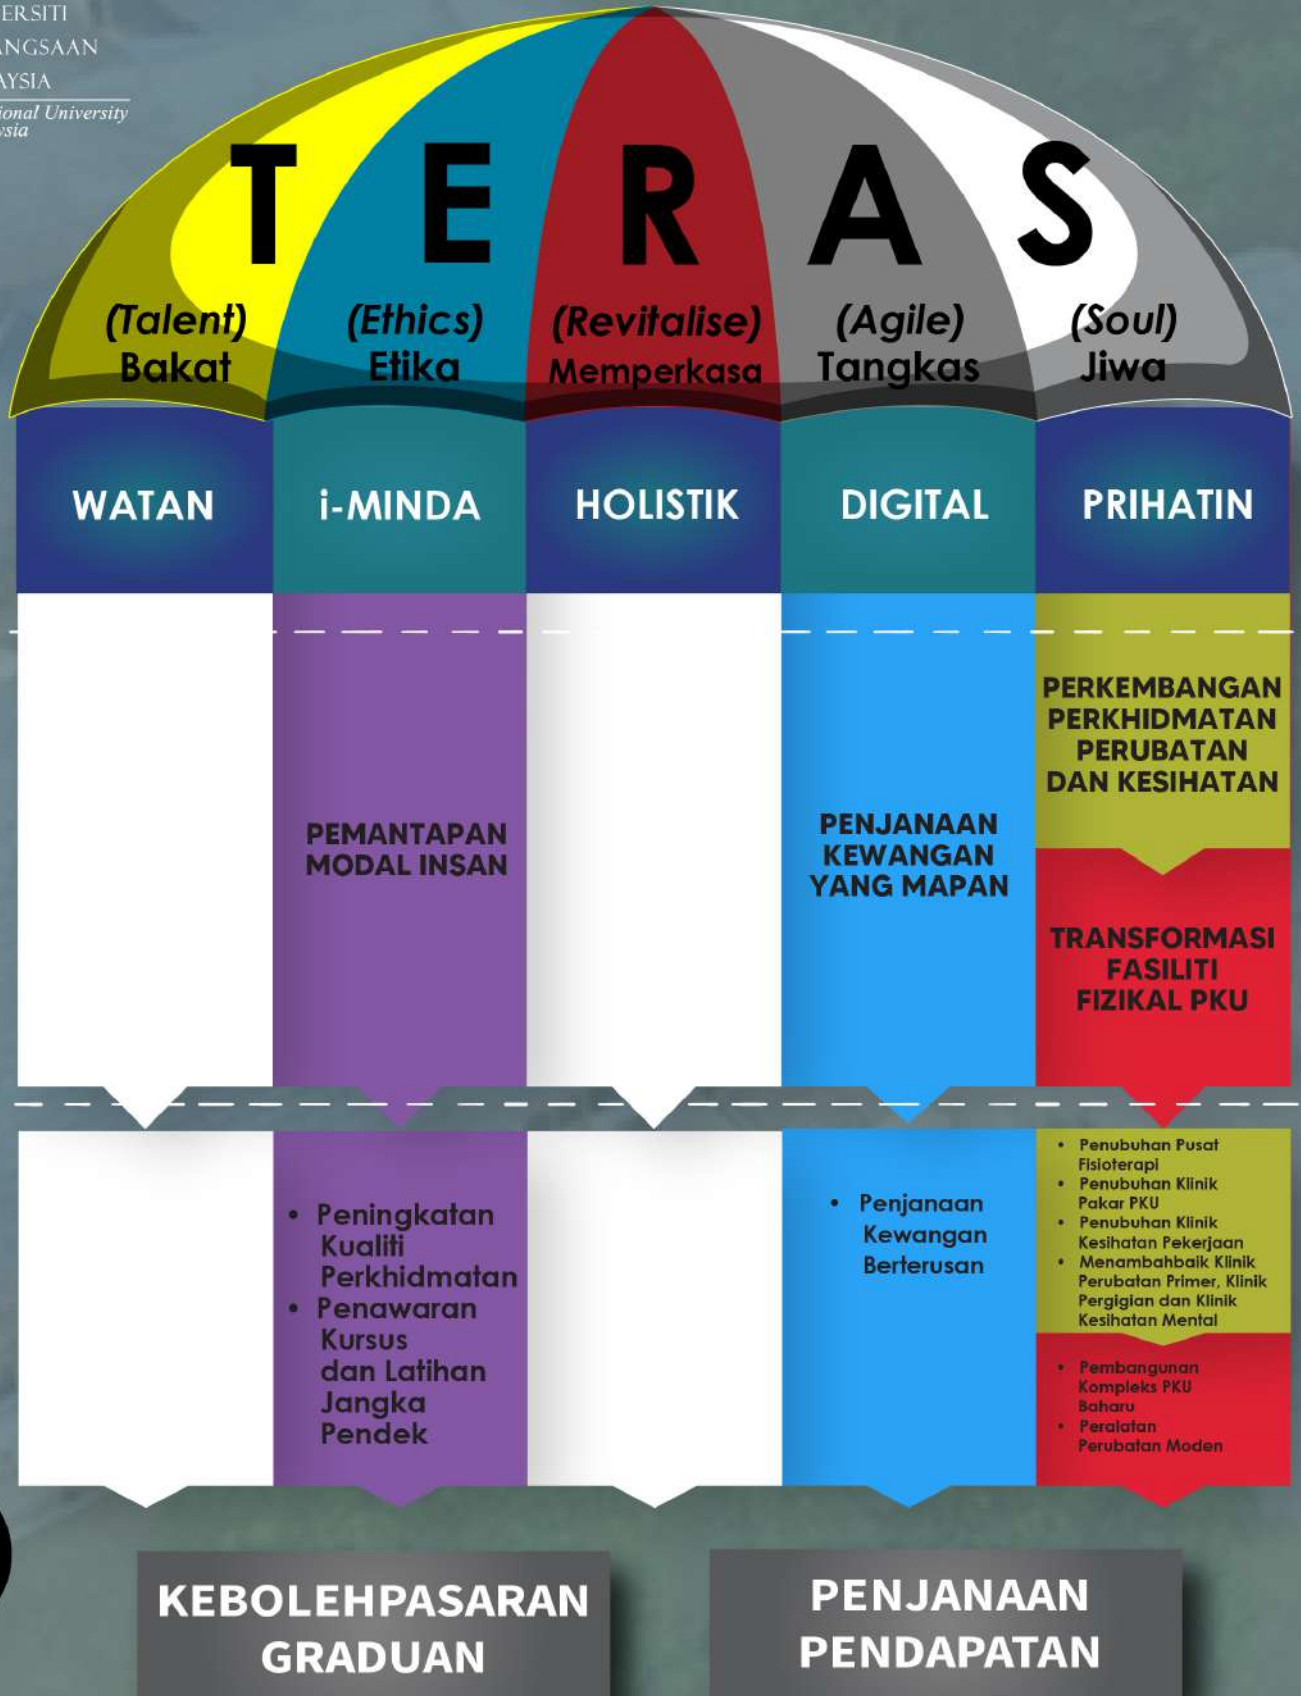 ERSITI
NGSAAN
AYSIA
ional University
ysia
T E R A S
(Talent)
Bakat
(Ethics)
Etika
(Revitalise)
Memperkasa
(Agile)
Tangkas
(Soul)
Jiwa
WATAN
i-MINDA
HOLISTIK
DIGITAL
PRIHATIN
PEMANTAPAN
MODAL INSAN
PENJANAAN
KEWANGAN
YANG MAPAN
PERKEMBANGAN
PERKHIDMATAN
PERUBATAN
DAN KESIHATAN
TRANSFORMASI
FASILITI
FIZIKAL PKU
• Peningkatan
Kualiti
Perkhidmatan
• Penawaran
Kursus
dan Latihan
Jangka
Pendek
• Penjanaan
Kewangan
Berterusan
• Penubuhan Pusat
Fisioterapi
• Penubuhan Klinik
Pakar PKU
• Penubuhan Klinik
Kesihatan Pekerjaan
• Menambahbaik Klinik
Perubatan Primer, Klinik
Pergigian dan Klinik
Kesihatan Mental
• Pembangunan
Kompleks PKU
Baharu
• Peralatan
Perubatan Moden
KEBOLEHPASARAN
GRADUAN
PENJANAAN
PENDAPATAN